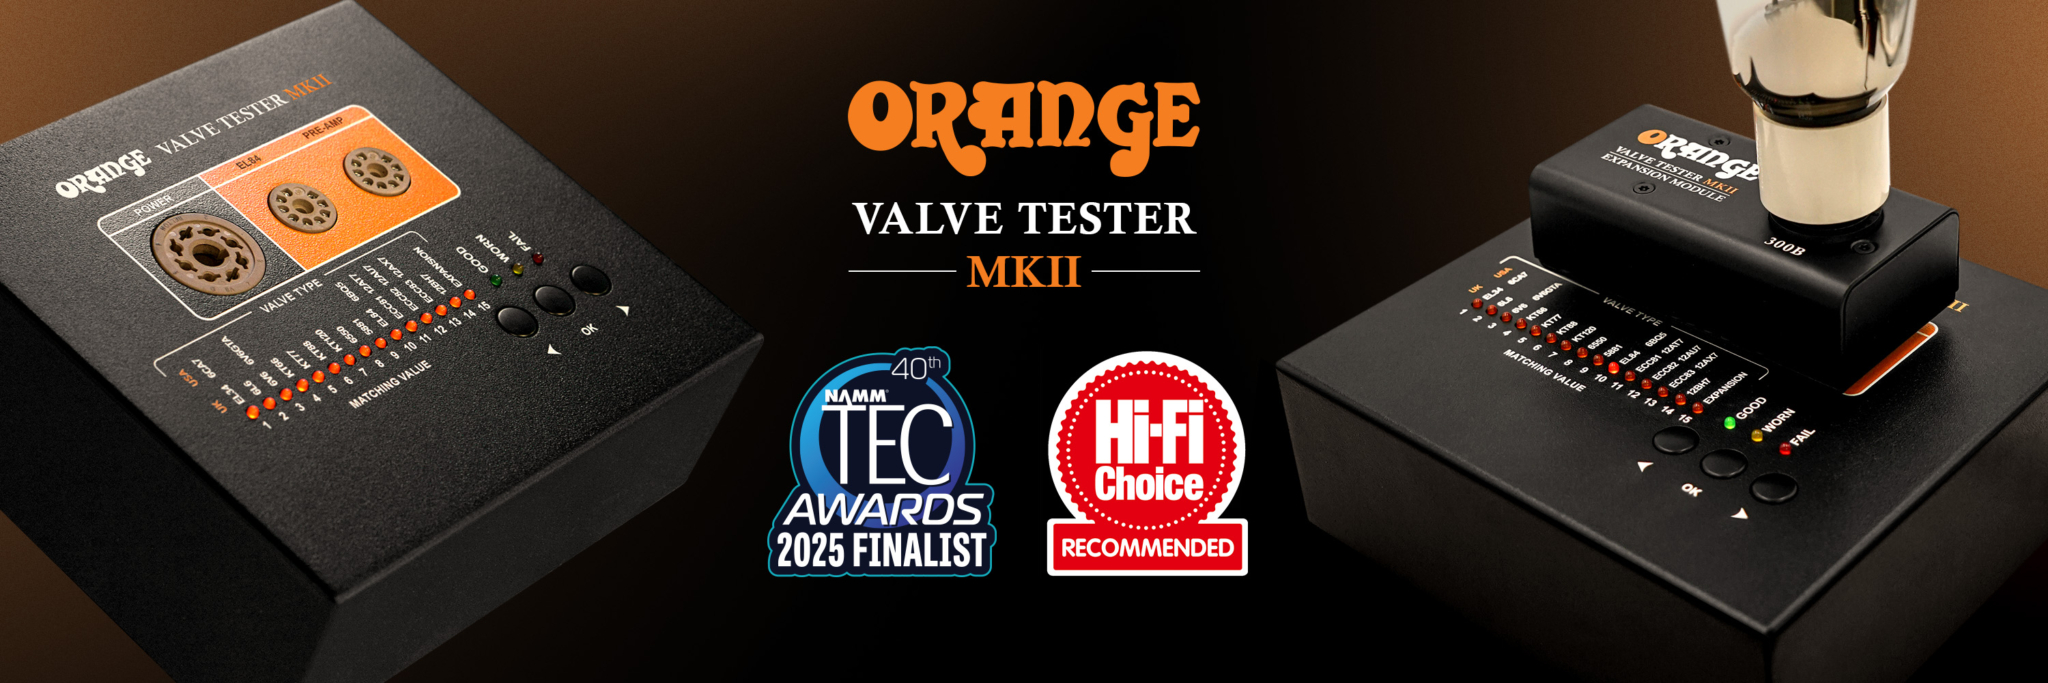 ORANGE VALVE TESTER MKII
POWER
EL84
PRE-AMP
VALVE TYPE
USA
6CA7
6V6GTA
6BQ5
12AT7
12AU7
12AX7
UK
EL34
6L6
6V6
KT66
KT77
KT88
KT120
6550
5881
EL84
ECC81
ECC82
ECC83
12BH7
EXPANSION
1 2 3 4 5 6 7 8 9 10 11 12 13 14 15
MATCHING VALUE
GOOD
WORN
FAIL
OK
ORANGE
VALVE TESTER
MKII
40th
NAMM
TEC
AWARDS
2025 FINALIST
Hi-Fi
Choice
RECOMMENDED
ORANGE
VALVE TESTER MKII
EXPANSION MODULE
300B
VALVE TYPE
USA
6CA7
6V6GTA
6BQ5
12AT7
12AU7
12AX7
UK
EL34
6L6
6V6
KT66
KT77
KT88
KT120
6550
5881
EL84
ECC81
ECC82
ECC83
12BH7
EXPANSION
1 2 3 4 5 6 7 8 9 10 11 12 13 14 15
MATCHING VALUE
GOOD
WORN
FAIL
OK